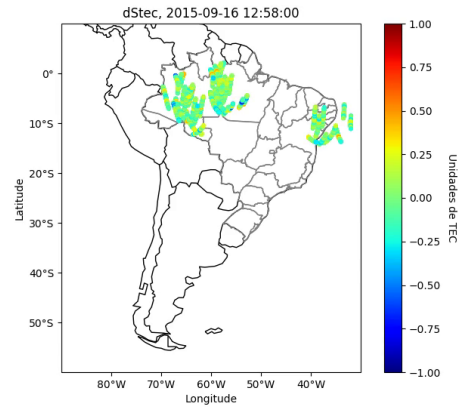 dStec, 2015-09-16 12:58:00
0°
10°S
20°S
30°S
40°S
50°S
Latitude
80°W 70°W 60°W 50°W 40°W
Longitude
1.00
0.75
0.50
0.25
0.00
−0.25
−0.50
−0.75
−1.00
Unidades de TEC